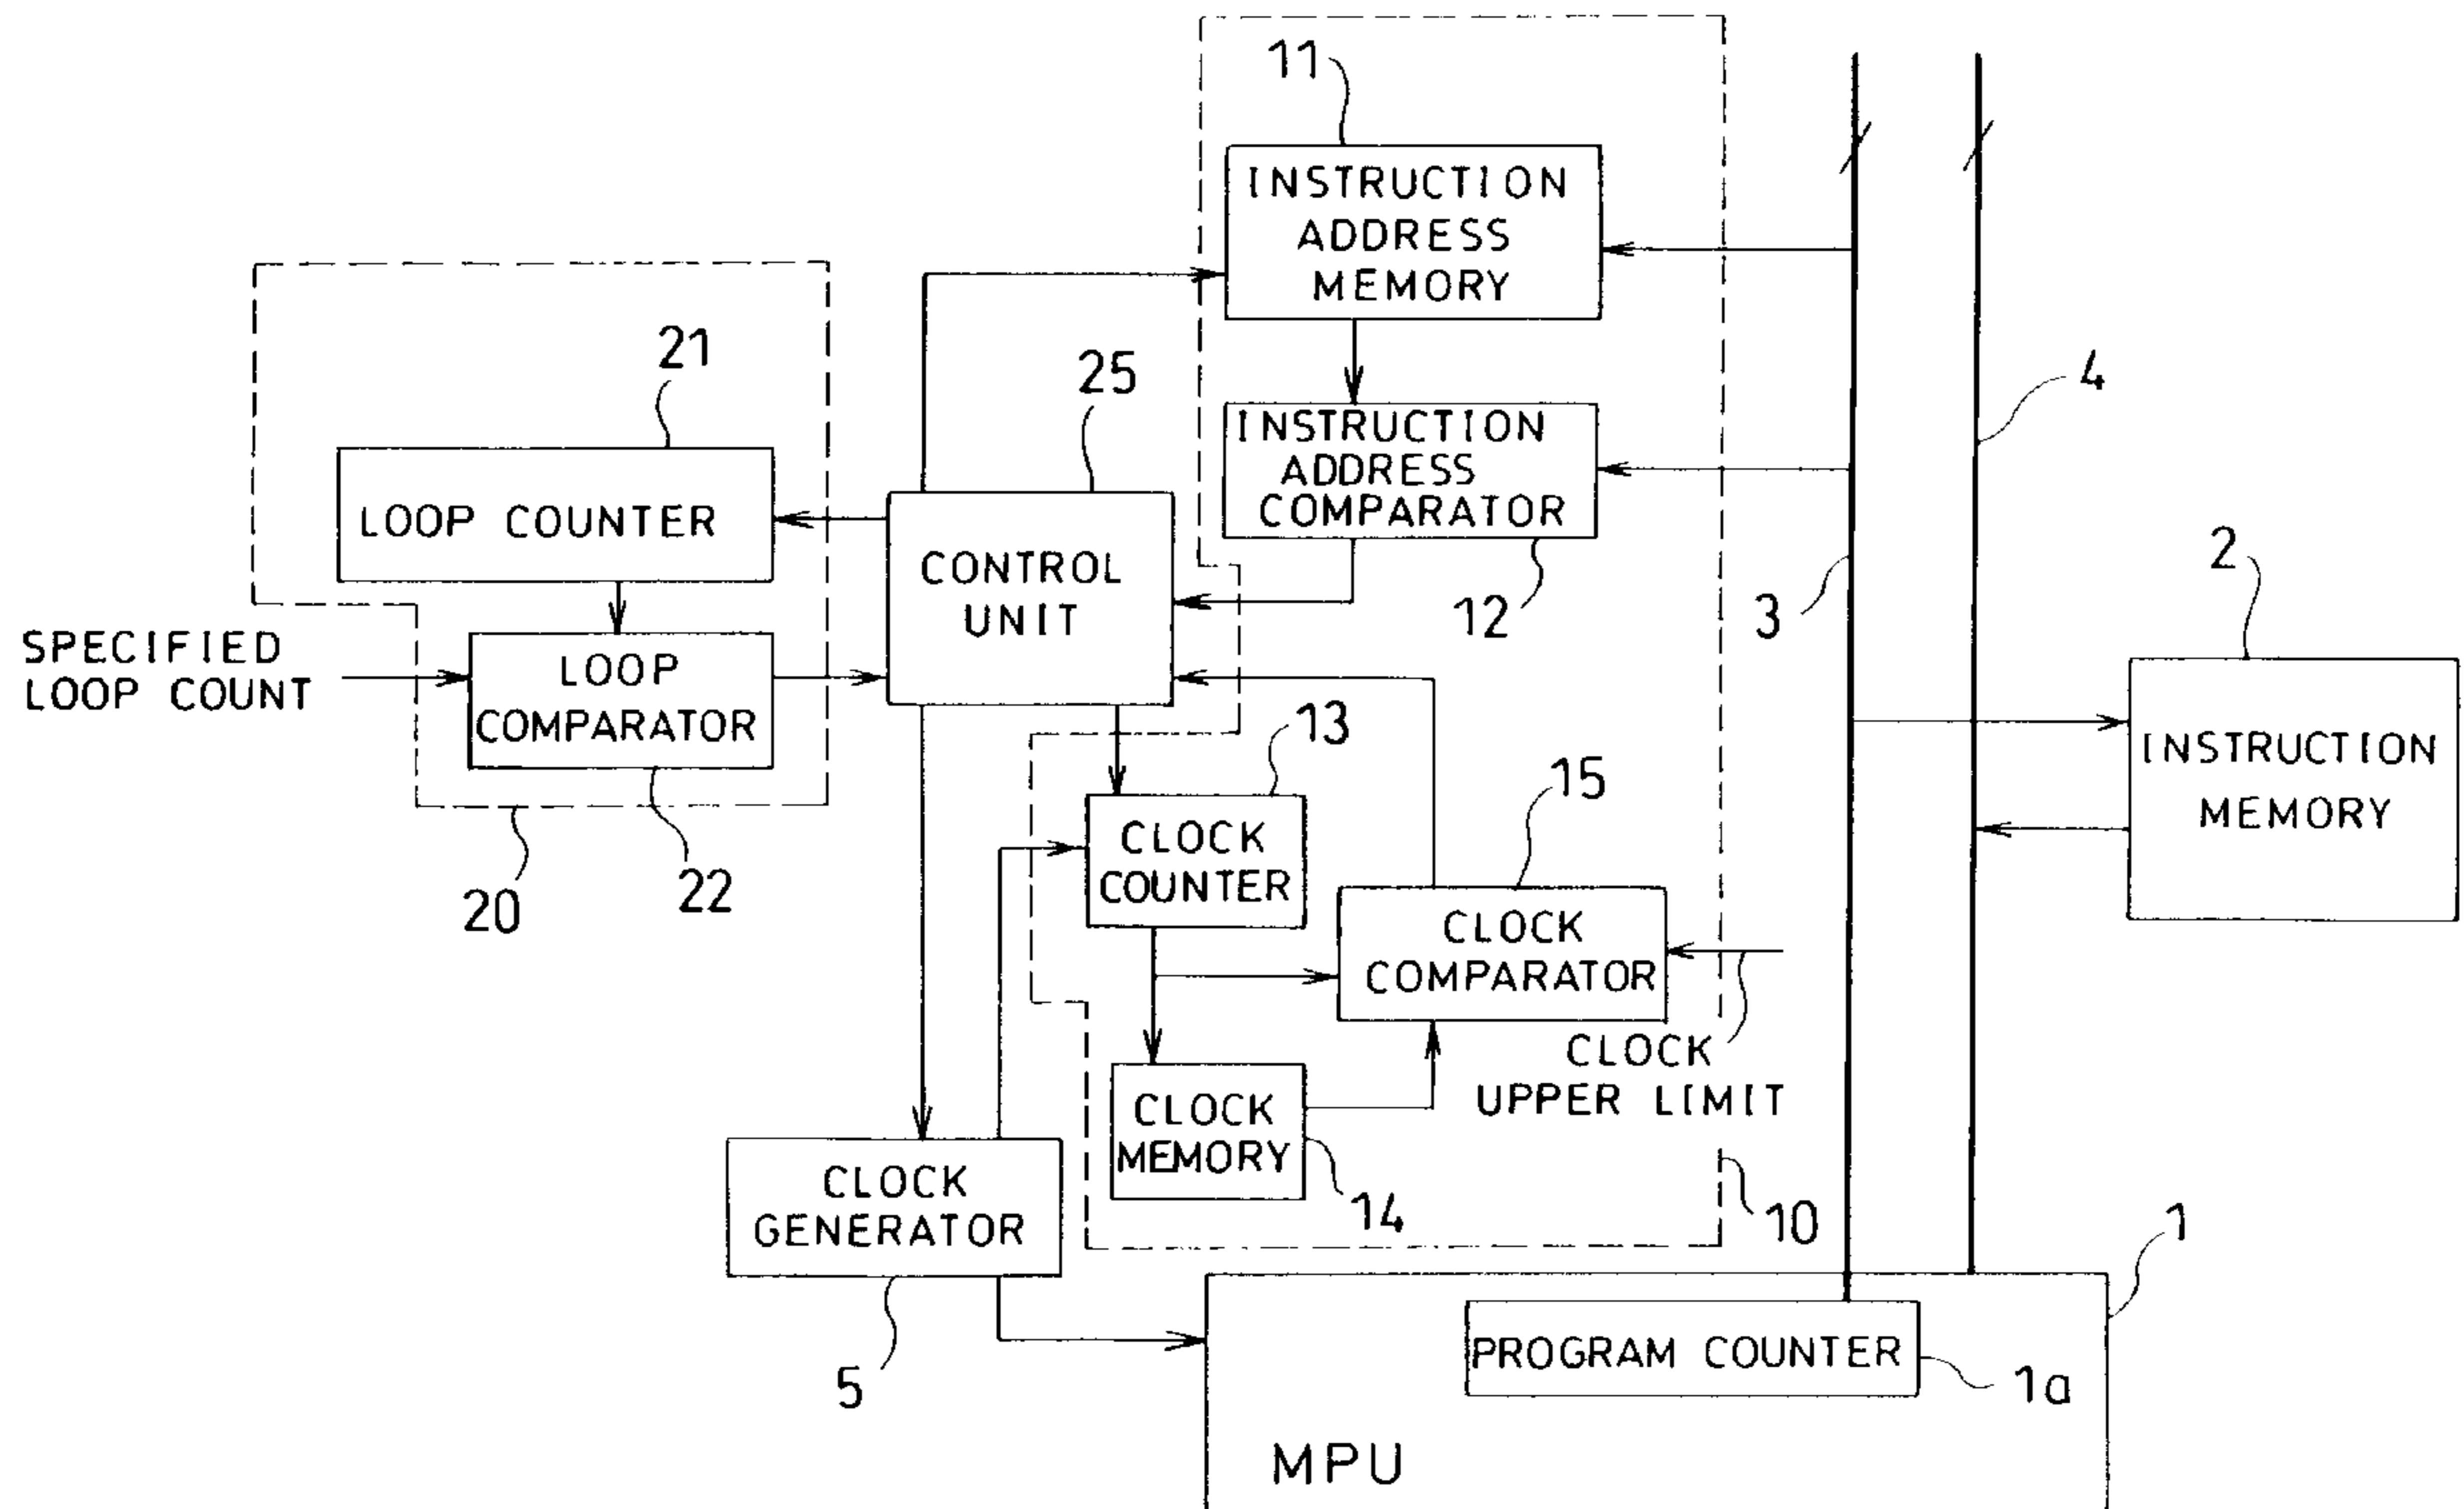 11
INSTRUCTION
ADDRESS
MEMORY
21
25
4
INSTRUCTION
ADDRESS
COMPARATOR
LOOP COUNTER
2
CONTROL
UNIT
12
3
SPECIFIED
LOOP COUNT
LOOP
COMPARATOR
13
INSTRUCTION
MEMORY
15
CLOCK
COUNTER
20
22
CLOCK
COMPARATOR
CLOCK
UPPER LIMIT
CLOCK
MEMORY
14
10
1
CLOCK
GENERATOR
5
PROGRAM COUNTER
1a
MPU